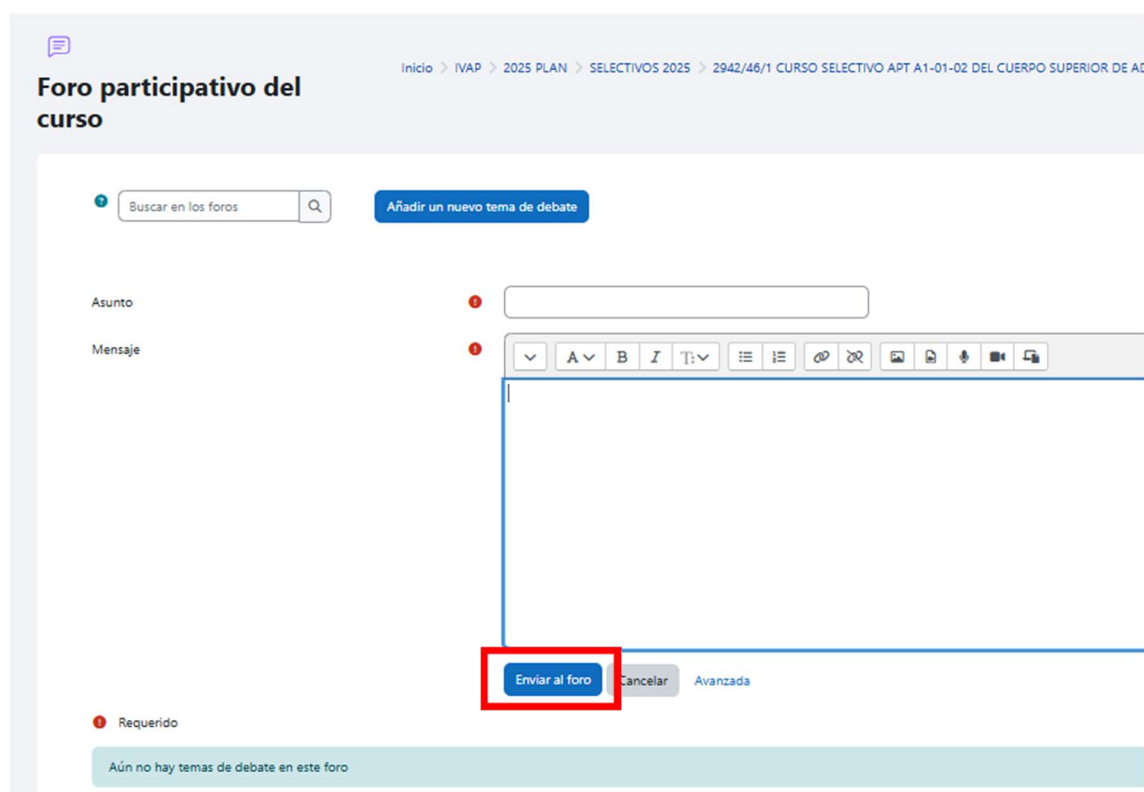 Foro participativo del
curso
Inicio > IVAP > 2025 PLAN > SELECTIVOS 2025 > 2942/46/1 CURSO SELECTIVO APT A1-01-02 DEL CUERPO SUPERIOR DE AD
Buscar en los foros
Añadir un nuevo tema de debate
Asunto
Mensaje
Enviar al foro
Cancelar
Avanzada
Requerido
Aún no hay temas de debate en este foro